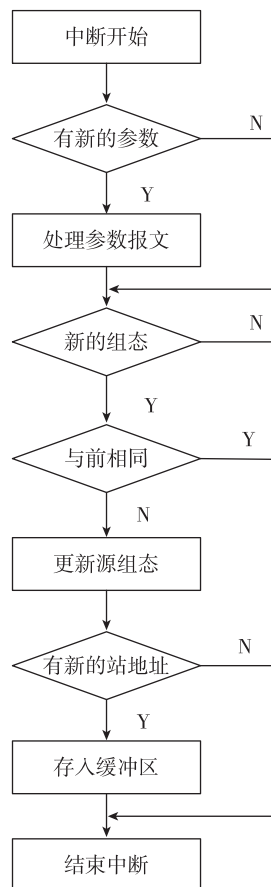 中断开始
有新的参数
N
Y
处理参数报文
新的组态
N
Y
与前相同
Y
N
更新源组态
有新的站地址
N
Y
存入缓冲区
结束中断